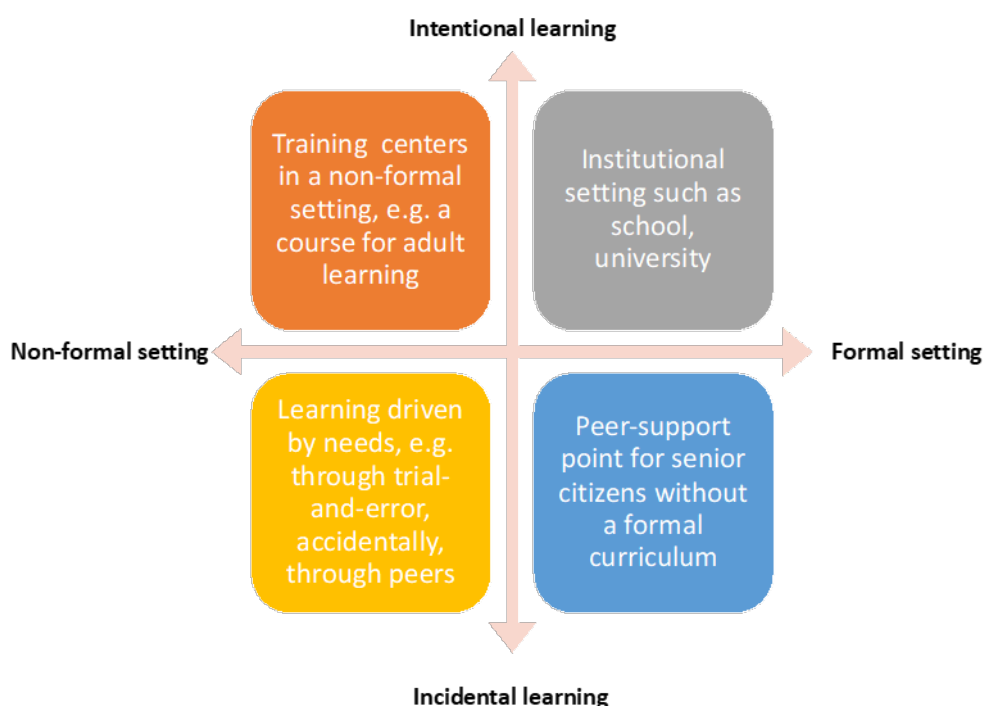 Intentional learning
Training centers
in a non-formal
setting, e.g. a
course for adult
learning
Institutional
setting such as
school,
university
Non-formal setting
Formal setting
Learning driven
by needs, e.g.
through trial-
and-error,
accidentally,
through peers
Peer-support
point for senior
citizens without
a formal
curriculum
Incidental learning